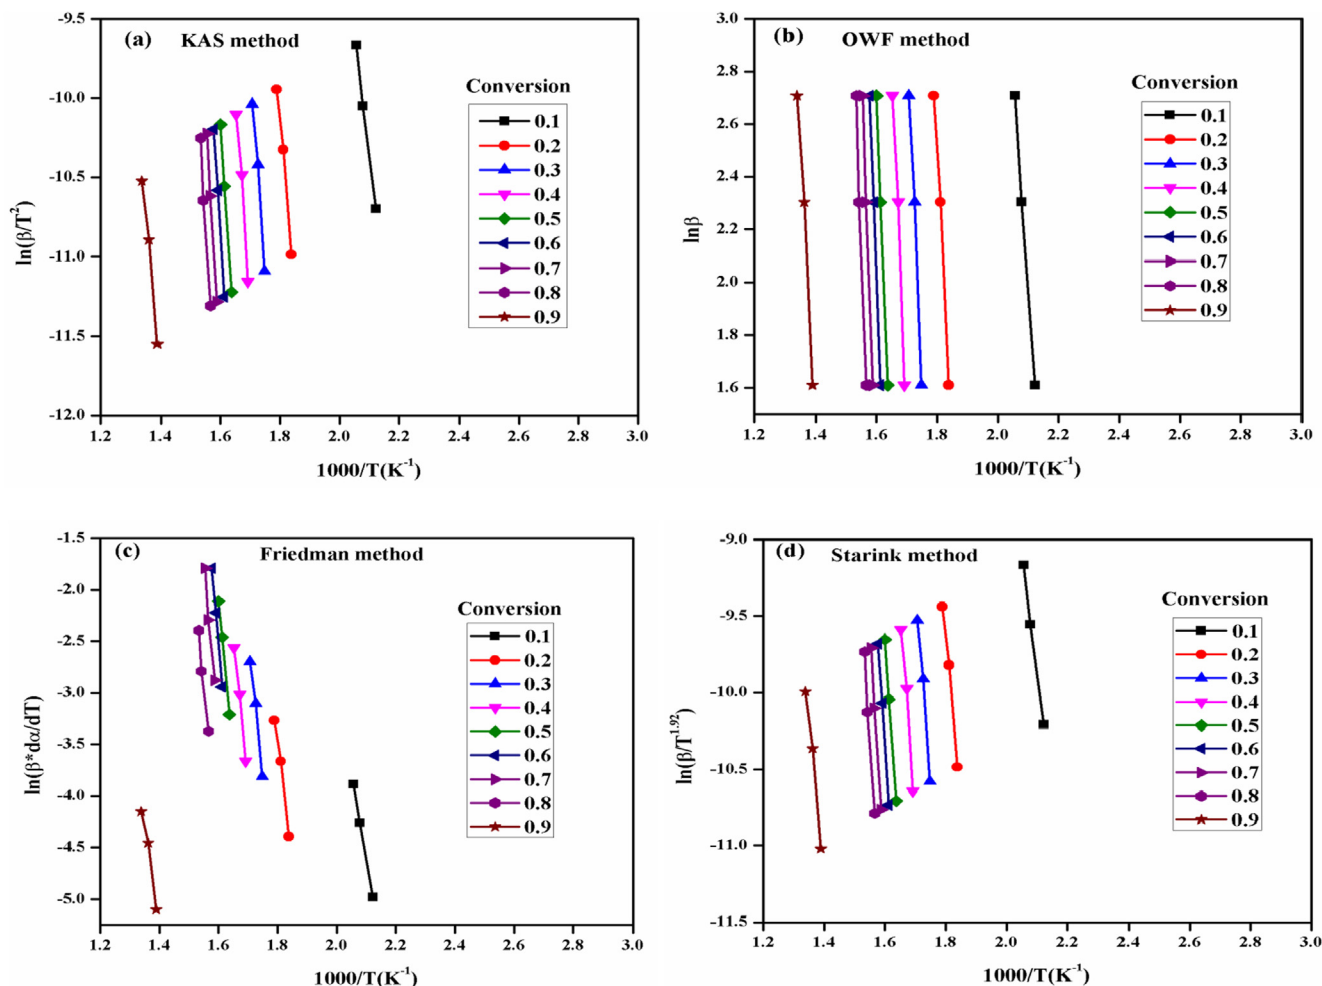 (a)
KAS method
Conversion
0.1
0.2
0.3
0.4
0.5
0.6
0.7
0.8
0.9
-9.5
-10.0
-10.5
-11.0
-11.5
-12.0
ln(β/T²)
1.2 1.4 1.6 1.8 2.0 2.2 2.4 2.6 2.8 3.0
1000/T(K⁻¹)
(b)
OWF method
Conversion
0.1
0.2
0.3
0.4
0.5
0.6
0.7
0.8
0.9
3.0
2.8
2.6
2.4
2.2
2.0
1.8
1.6
lnβ
1.2 1.4 1.6 1.8 2.0 2.2 2.4 2.6 2.8 3.0
1000/T(K⁻¹)
(c)
Friedman method
Conversion
0.1
0.2
0.3
0.4
0.5
0.6
0.7
0.8
0.9
-1.5
-2.0
-2.5
-3.0
-3.5
-4.0
-4.5
-5.0
ln(β*dα/dT)
1.2 1.4 1.6 1.8 2.0 2.2 2.4 2.6 2.8 3.0
1000/T(K⁻¹)
(d)
Starink method
Conversion
0.1
0.2
0.3
0.4
0.5
0.6
0.7
0.8
0.9
-9.0
-9.5
-10.0
-10.5
-11.0
-11.5
ln(β/T¹·⁹²)
1.2 1.4 1.6 1.8 2.0 2.2 2.4 2.6 2.8 3.0
1000/T(K⁻¹)